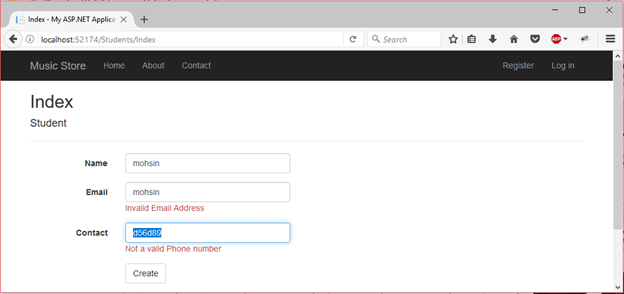 Index - My ASP.NET Applica
localhost:52174/Students/Index
Search
ABP
Music Store Home About Contact Register Log in
Index
Student
Name mohsin
Email mohsin
Invalid Email Address
Contact d56d89
Not a valid Phone number
Create